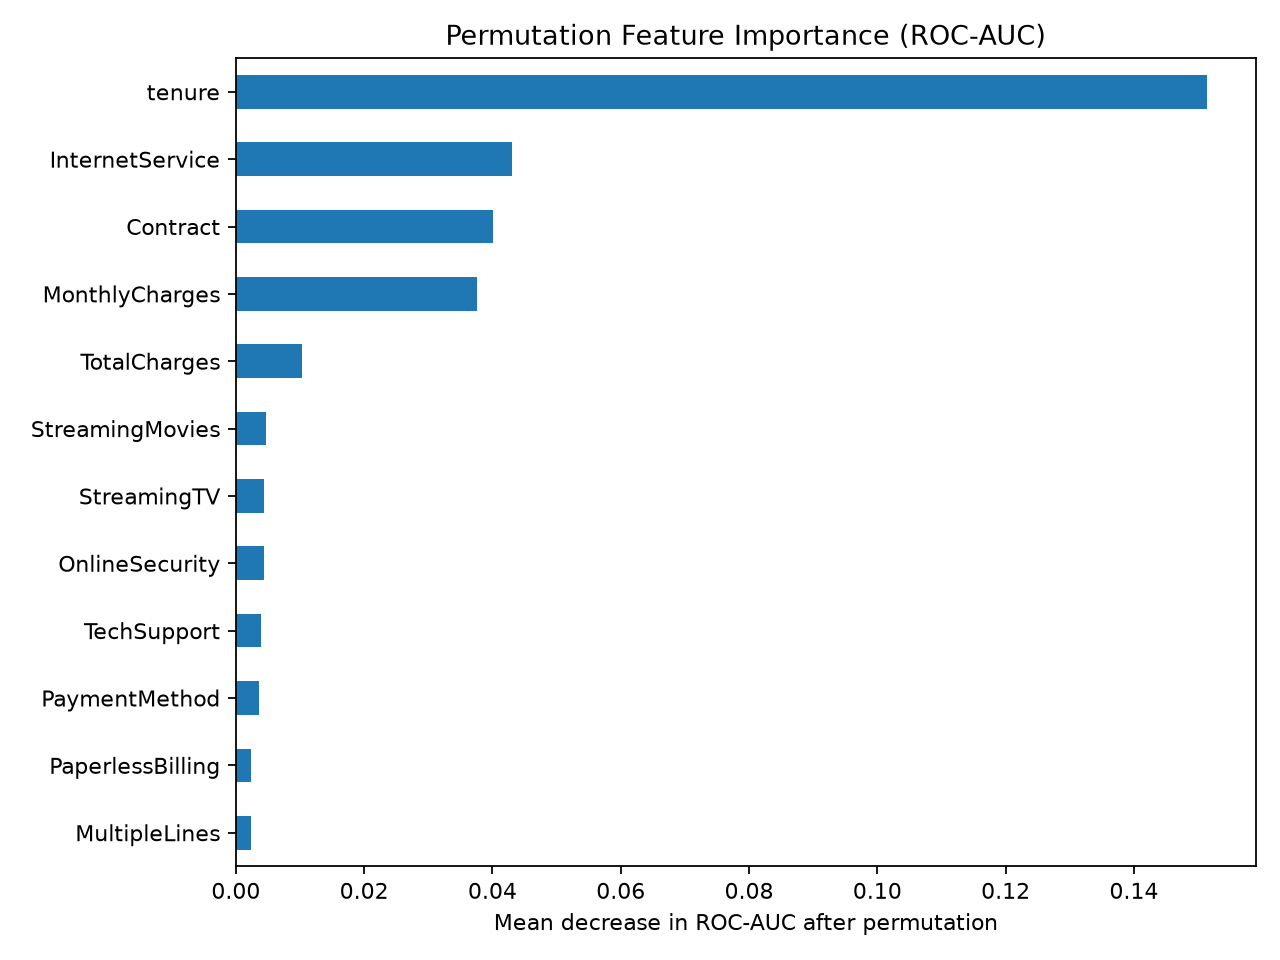 Permutation Feature Importance (ROC-AUC)
tenure
InternetService
Contract
MonthlyCharges
TotalCharges
StreamingMovies
StreamingTV
OnlineSecurity
TechSupport
PaymentMethod
PaperlessBilling
MultipleLines
0.00 0.02 0.04 0.06 0.08 0.10 0.12 0.14
Mean decrease in ROC-AUC after permutation